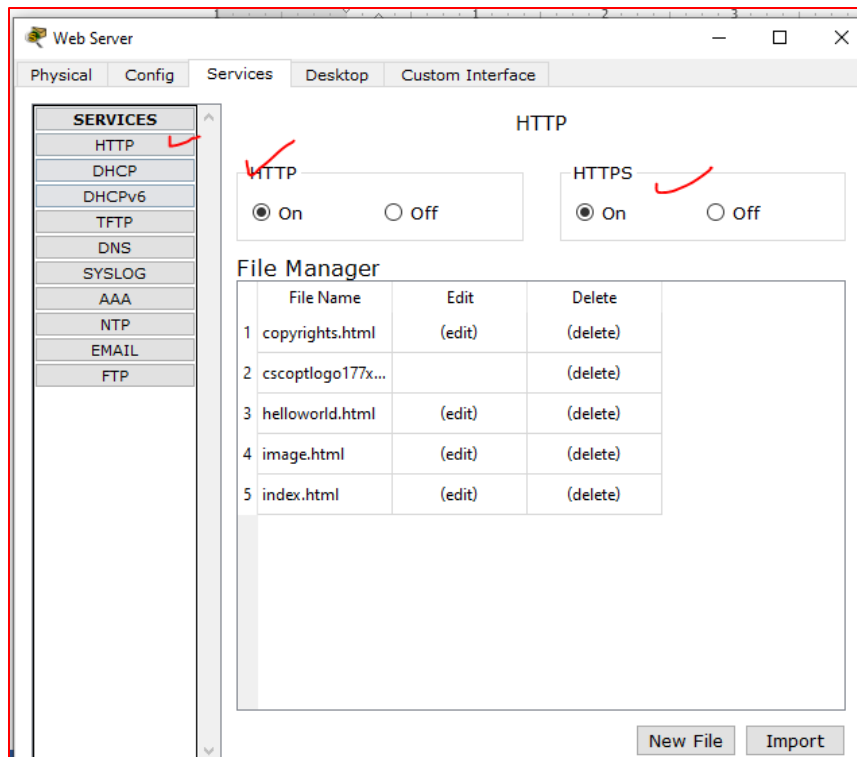 1 2 3
Web Server
Physical Config Services Desktop Custom Interface
SERVICES
HTTP
DHCP
DHCPv6
TFTP
DNS
SYSLOG
AAA
NTP
EMAIL
FTP
HTTP
HTTP
On Off
HTTPS
On Off
File Manager
File Name Edit Delete
1 copyrights.html (edit) (delete)
2 cscoptlogo177x... (delete)
3 helloworld.html (edit) (delete)
4 image.html (edit) (delete)
5 index.html (edit) (delete)
New File Import